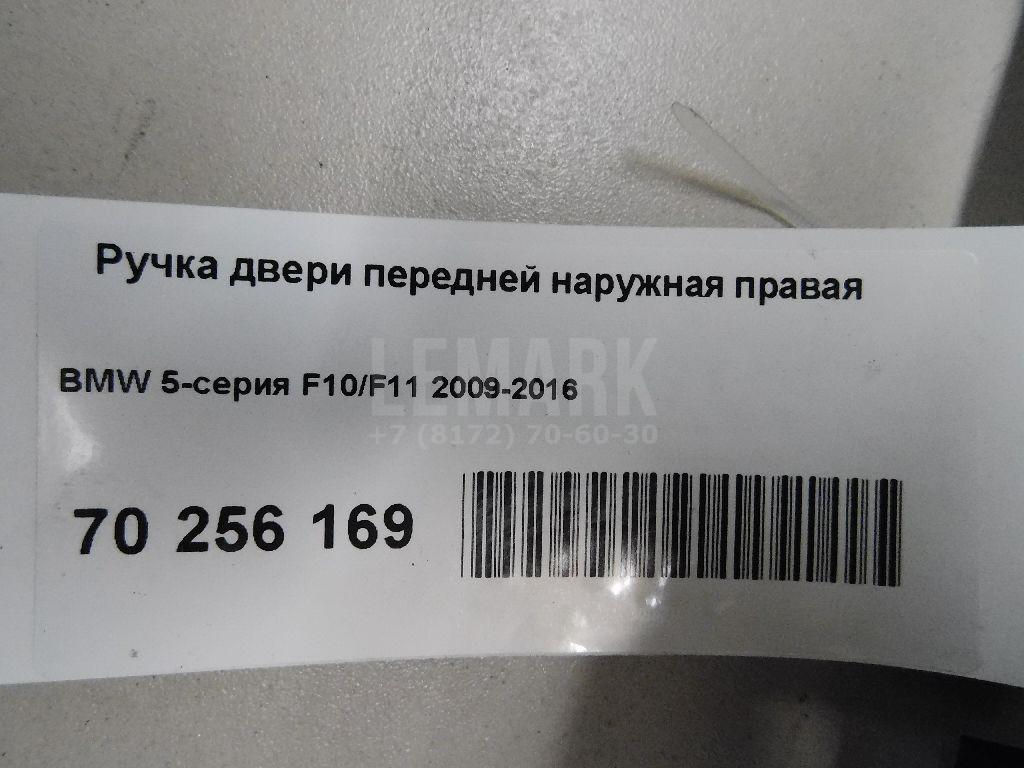 Ручка двери передней наружная правая
LEMARK
BMW 5-серия F10/F11 2009-2016
+7 (8172) 70-60-30
70 256 169